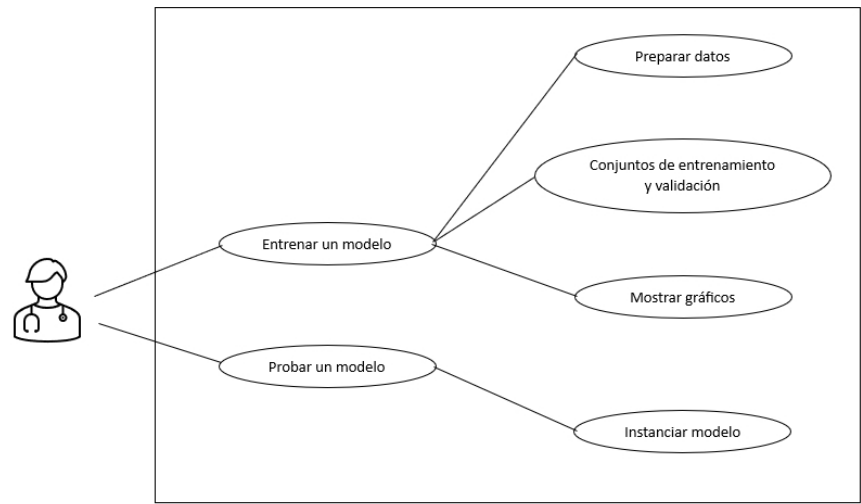 Preparar datos
Conjuntos de entrenamiento
y validación
Entrenar un modelo
Mostrar gráficos
Probar un modelo
Instanciar modelo